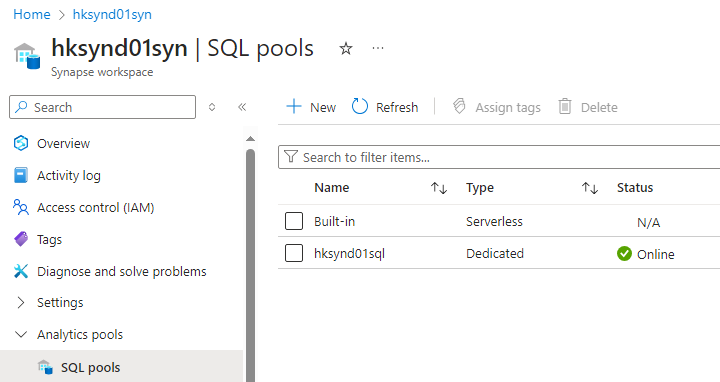 Home > hksynd01syn
hksynd01syn | SQL pools
Synapse workspace
Search
Overview
Activity log
Access control (IAM)
Tags
Diagnose and solve problems
Settings
Analytics pools
SQL pools
New Refresh Assign tags Delete
Search to filter items...
Name Type Status
Built-in Serverless N/A
hksynd01sql Dedicated Online